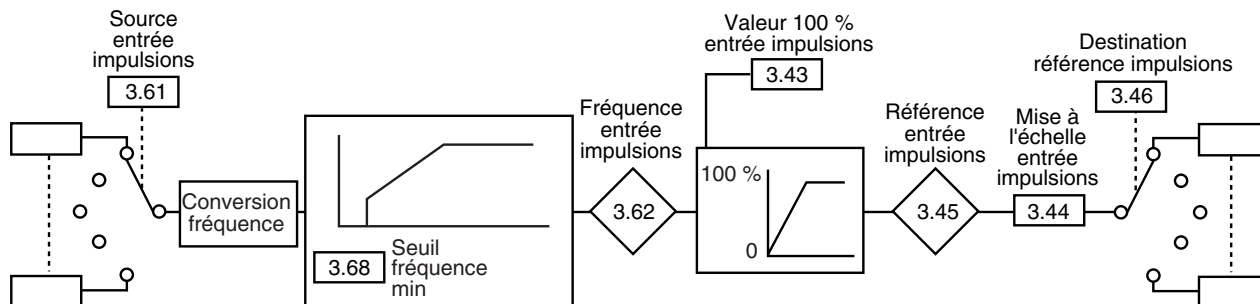 Source
entrée
impulsions
3.61
Conversion
fréquence
3.68
Seuil
fréquence
min
Fréquence
entrée
impulsions
3.62
Valeur 100 %
entrée impulsions
3.43
100 %
0
Référence
entrée
impulsions
3.45
Mise à
l'échelle
entrée
impulsions
3.44
Destination
référence impulsions
3.46